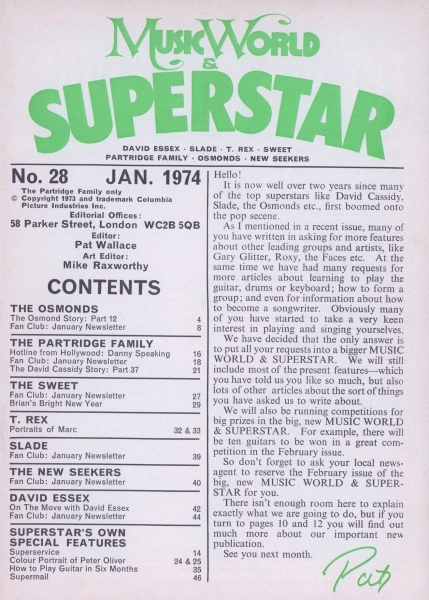 Music World
&
SUPERSTAR
DAVID ESSEX · SLADE · T. REX · SWEET
PARTRIDGE FAMILY · OSMONDS · NEW SEEKERS
No. 28 JAN. 1974
The Partridge Family only
© Copyright 1973 and trademark Columbia
Picture Industries Inc.
Editorial Offices:
58 Parker Street, London WC2B 5QB
Editor:
Pat Wallace
Art Editor:
Mike Raxworthy
CONTENTS
THE OSMONDS
The Osmond Story: Part 12 4
Fan Club: January Newsletter 8
THE PARTRIDGE FAMILY
Hotline from Hollywood: Danny Speaking 16
Fan Club: January Newsletter 18
The David Cassidy Story: Part 37 21
THE SWEET
Fan Club: January Newsletter 27
Brian's Bright New Year 29
T. REX
Portraits of Marc 32 & 33
SLADE
Fan Club: January Newsletter 39
THE NEW SEEKERS
Fan Club: January Newsletter 40
DAVID ESSEX
On The Move with David Essex 42
Fan Club: January Newsletter 44
SUPERSTAR'S OWN
SPECIAL FEATURES
Superservice 14
Colour Portrait of Peter Oliver 24 & 25
How to Play Guitar in Six Months 35
Supermail 46
Hello!
It is now well over two years since many
of the top superstars like David Cassidy,
Slade, the Osmonds etc., first boomed onto
the pop scene.
As I mentioned in a recent issue, many of
you have written in asking for more features
about other leading groups and artists, like
Gary Glitter, Roxy, the Faces etc. At the
same time we have had many requests for
more articles about learning to play the
guitar, drums or keyboard; how to form a
group; and even for information about how
to become a songwriter. Obviously many
of you have started to take a very keen
interest in playing and singing yourselves.
We have decided that the only answer is
to put all your requests into a bigger MUSIC
WORLD & SUPERSTAR. We will still
include most of the present features—which
you have told us you like so much, but also
lots of other articles about the sort of things
you have asked us to write about.
We will also be running competitions for
big prizes in the big, new MUSIC WORLD
& SUPERSTAR. For example, there will
be ten guitars to be won in a great com-
petition in the February issue.
So don't forget to ask your local news-
agent to reserve the February issue of the
big, new MUSIC WORLD & SUPER-
STAR for you.
There isn't enough room here to explain
exactly what we are going to do, but if you
turn to pages 10 and 12 you will find out
much more about our important new
publication.
See you next month.
Pat